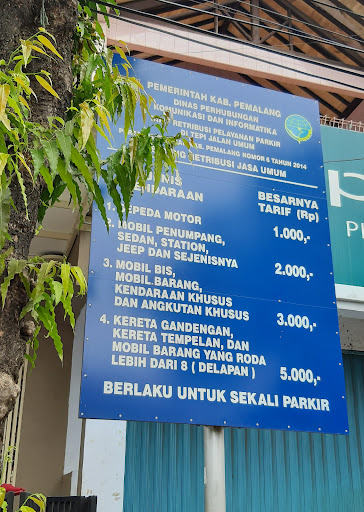 PEMERINTAH KAB. PEMALANG
DINAS PERHUBUNGAN
KOMUNIKASI DAN INFORMATIKA
RETRIBUSI PELAYANAN PARKIR
DI TEPI JALAN UMUM
KAB. PEMALANG NOMOR 6 TAHUN 2014
RETRIBUSI JASA UMUM
BESARNYA
TARIF (Rp)
SEPEDA MOTOR 1.000,-
MOBIL PENUMPANG,
SEDAN, STATION,
JEEP DAN SEJENISNYA 2.000,-
3. MOBIL BIS,
MOBIL.BARANG,
KENDARAAN KHUSUS
DAN ANGKUTAN KHUSUS 3.000,-
4. KERETA GANDENGAN,
KERETA TEMPELAN, DAN
MOBIL BARANG YANG RODA
LEBIH DARI 8 ( DELAPAN ) 5.000,-
BERLAKU UNTUK SEKALI PARKIR